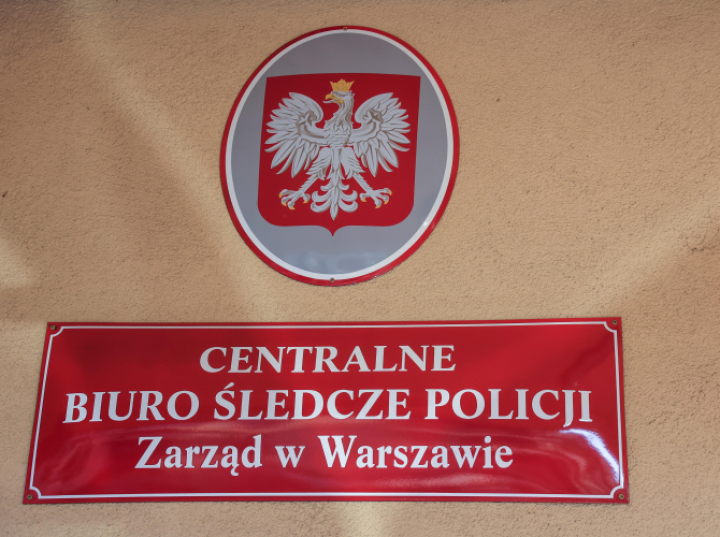 CENTRALNE
BIURO ŚLEDCZE POLICJI
Zarząd w Warszawie